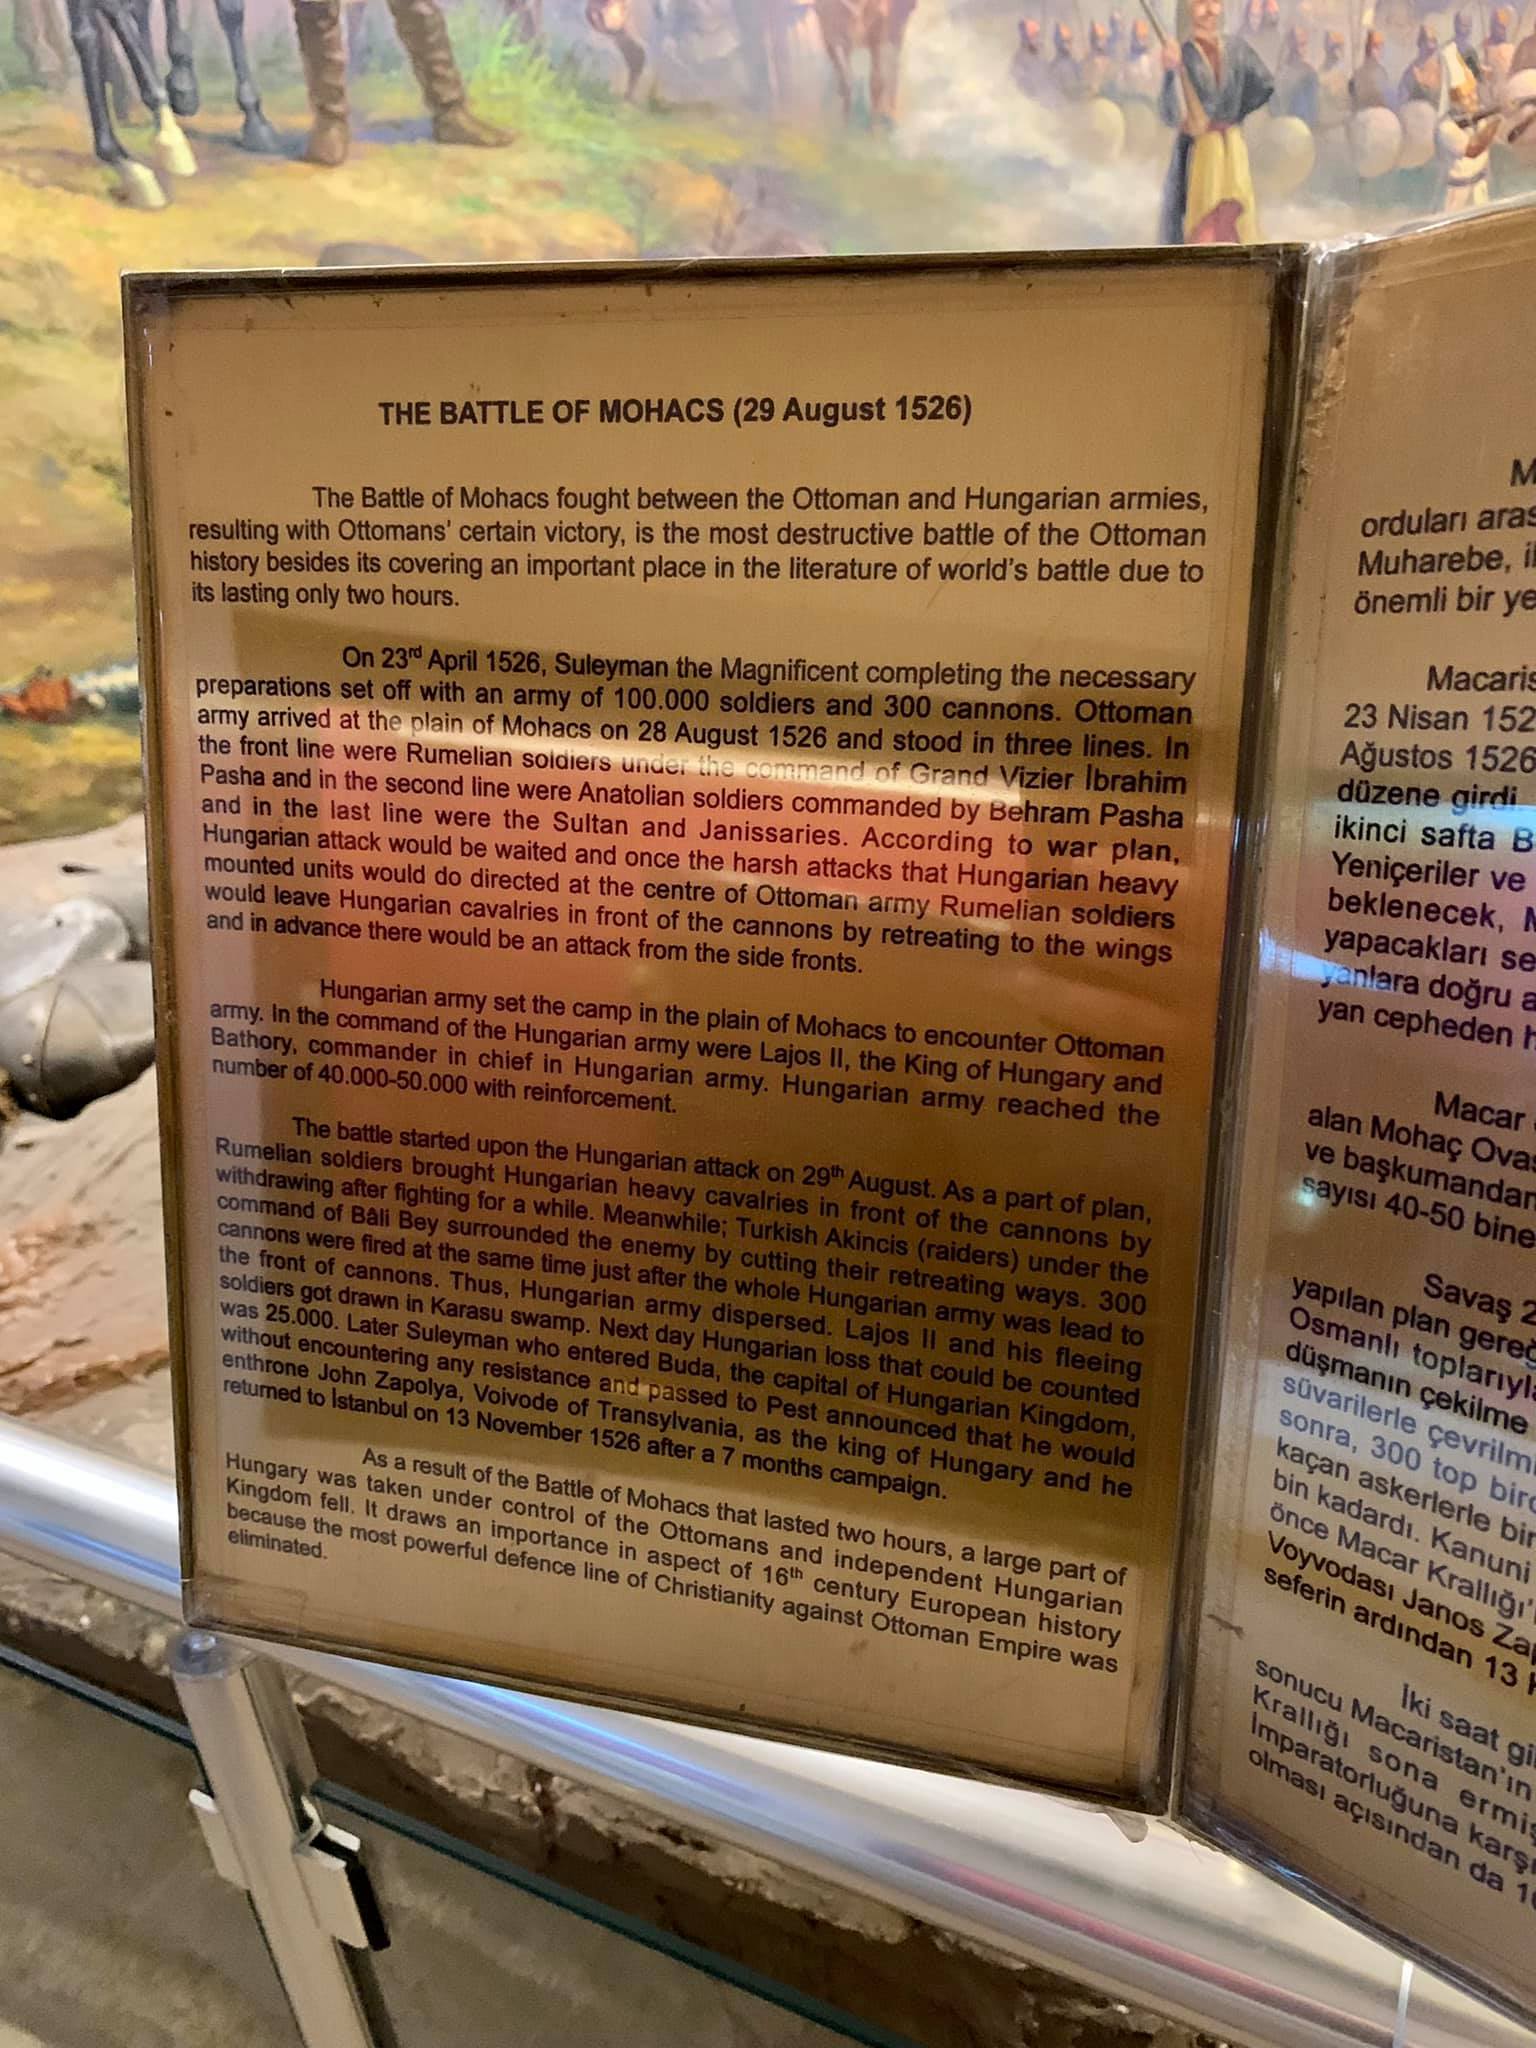 THE BATTLE OF MOHACS (29 August 1526)
The Battle of Mohacs fought between the Ottoman and Hungarian armies,
resulting with Ottomans' certain victory, is the most destructive battle of the Ottoman
history besides its covering an important place in the literature of world's battle due to
its lasting only two hours.
On 23rd April 1526, Suleyman the Magnificent completing the necessary
preparations set off with an army of 100.000 soldiers and 300 cannons. Ottoman
army arrived at the plain of Mohacs on 28 August 1526 and stood in three lines. In
the front line were Rumelian soldiers under the command of Grand Vizier İbrahim
Pasha and in the second line were Anatolian soldiers commanded by Behram Pasha
and in the last line were the Sultan and Janissaries. According to war plan,
Hungarian attack would be waited and once the harsh attacks that Hungarian heavy
mounted units would do directed at the centre of Ottoman army Rumelian soldiers
would leave Hungarian cavalries in front of the cannons by retreating to the wings
and in advance there would be an attack from the side fronts.
Hungarian army set the camp in the plain of Mohacs to encounter Ottoman
army. In the command of the Hungarian army were Lajos II, the King of Hungary and
Bathory, commander in chief in Hungarian army. Hungarian army reached the
number of 40.000-50.000 with reinforcement.
The battle started upon the Hungarian attack on 29th August. As a part of plan,
Rumelian soldiers brought Hungarian heavy cavalries in front of the cannons by
withdrawing after fighting for a while. Meanwhile; Turkish Akincis (raiders) under the
command of Bâli Bey surrounded the enemy by cutting their retreating ways. 300
cannons were fired at the same time just after the whole Hungarian army was lead to
the front of cannons. Thus, Hungarian army dispersed. Lajos II and his fleeing
soldiers got drawn in Karasu swamp. Next day Hungarian loss that could be counted
was 25.000. Later Suleyman who entered Buda, the capital of Hungarian Kingdom,
without encountering any resistance and passed to Pest announced that he would
enthrone John Zapolya, Voivode of Transylvania, as the king of Hungary and he
returned to İstanbul on 13 November 1526 after a 7 months campaign.
As a result of the Battle of Mohacs that lasted two hours, a large part of
Hungary was taken under control of the Ottomans and independent Hungarian
Kingdom fell. It draws an importance in aspect of 16th century European history
because the most powerful defence line of Christianity against Ottoman Empire was
eliminated.
orduları
Muharebe,
önemli bir
23 Nisan
Ağustos 1526
düzene girdi
ikinci safta
Yeniçeriler ve
beklenecek,
yapacakları
yanlara doğru
yan cepheden
Macar
alan Mohaç
ve
sayısı 40-50
Savaş
yapılan plan
Osmanlı
düşmanın çekilme
süvarilerle
sonra, 300 top
kaçan askerlerle
bin kadardı. Kanuni
önce Macar
Voyvodası Janos
seferin ardından 13
İki saat
sonucu Macaristan'ın
Krallığı sona
İmparatorluğuna
olması açısından da